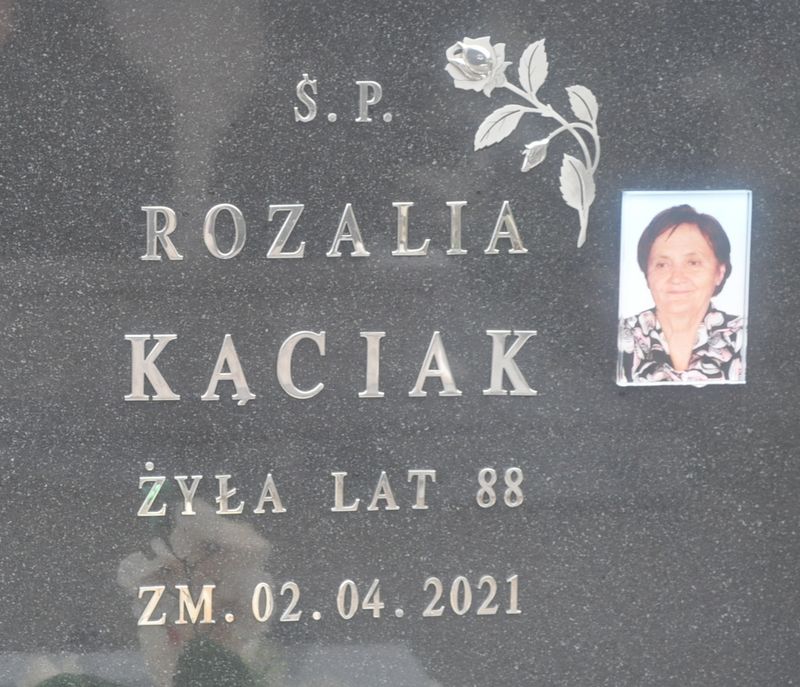 Ś. P.
ROZALIA
KĄCIAK
ŻYŁA LAT 88
ZM. 02. 04. 2021